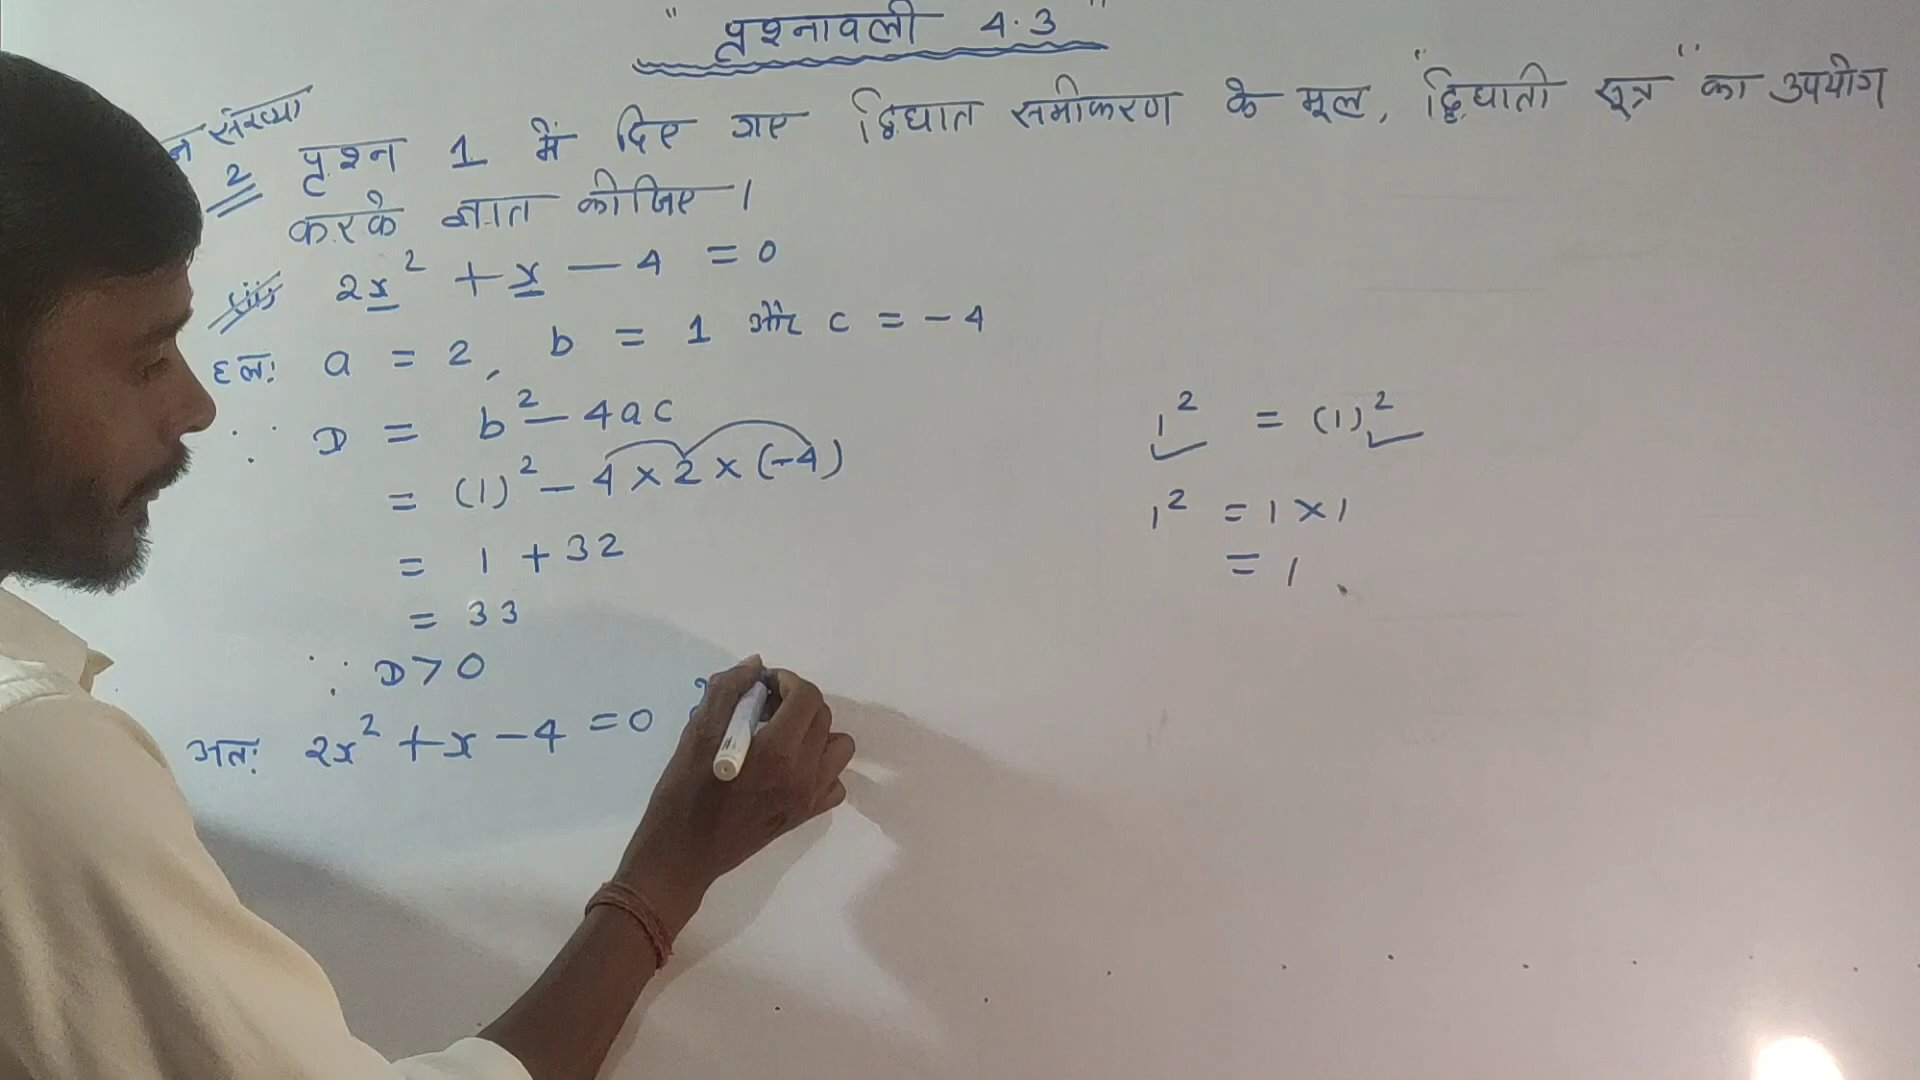 " प्रश्नावली 4.3 "
न संख्या
2 प्रश्न 1 में दिए गए द्विघात समीकरण के मूल, "द्विघाती सूत्र" का उपयोग
करके ज्ञात कीजिए।
(ii) 2x² + x - 4 = 0
हल: a = 2, b = 1 और c = -4
∵ D = b² - 4ac
= (1)² - 4 × 2 × (-4)
= 1 + 32
= 33
∵ D > 0
अतः 2x² + x - 4 = 0
1² = (1)²
1² = 1 × 1
= 1